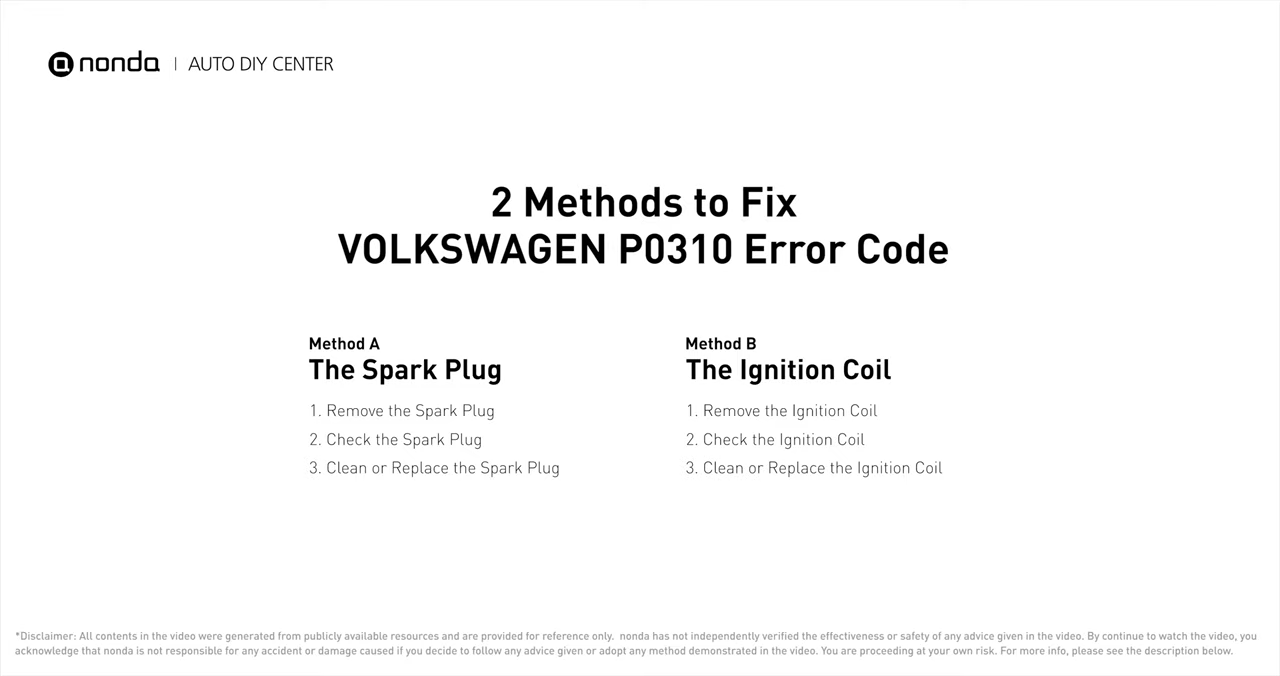 nonda | AUTO DIY CENTER
2 Methods to Fix
VOLKSWAGEN P0310 Error Code
Method A
The Spark Plug
1. Remove the Spark Plug
2. Check the Spark Plug
3. Clean or Replace the Spark Plug
Method B
The Ignition Coil
1. Remove the Ignition Coil
2. Check the Ignition Coil
3. Clean or Replace the Ignition Coil
*Disclaimer: All contents in the video were generated from publicly available resources and are provided for reference only. nonda has not independently verified the effectiveness or safety of any advice given in the video. By continue to watch the video, you
acknowledge that nonda is not responsible for any accident or damage caused if you decide to follow any advice given or adopt any method demonstrated in the video. You are proceeding at your own risk. For more info, please see the description below.